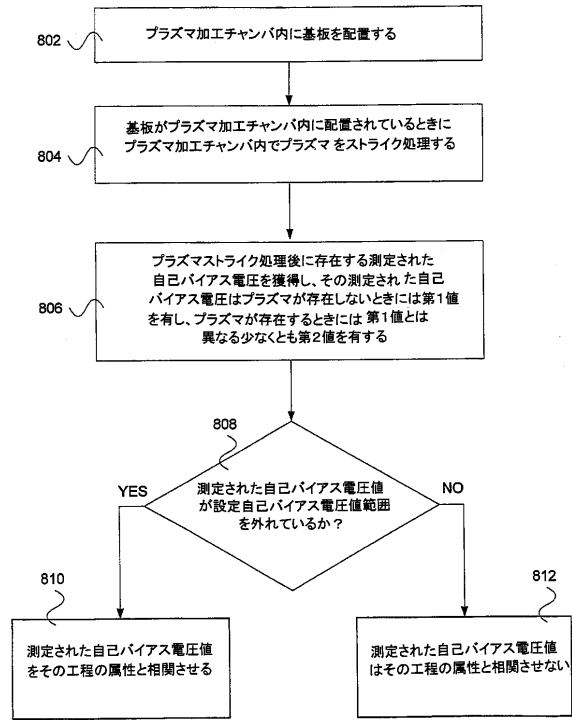 802
プラズマ加工チャンバ内に基板を配置する
804
基板がプラズマ加工チャンバ内に配置されているときに
プラズマ加工チャンバ内でプラズマをストライク処理する
806
プラズマストライク処理後に存在する測定された
自己バイアス電圧を獲得し、その測定された自己
バイアス電圧はプラズマが存在しないときには第1値
を有し、プラズマが存在するときには第1値とは
異なる少なくとも第2値を有する
808
測定された自己バイアス電圧値
が設定自己バイアス電圧値範囲
を外れているか？
YES
NO
810
測定された自己バイアス電圧値
をその工程の属性と相関させる
812
測定された自己バイアス電圧値
はその工程の属性と相関させない